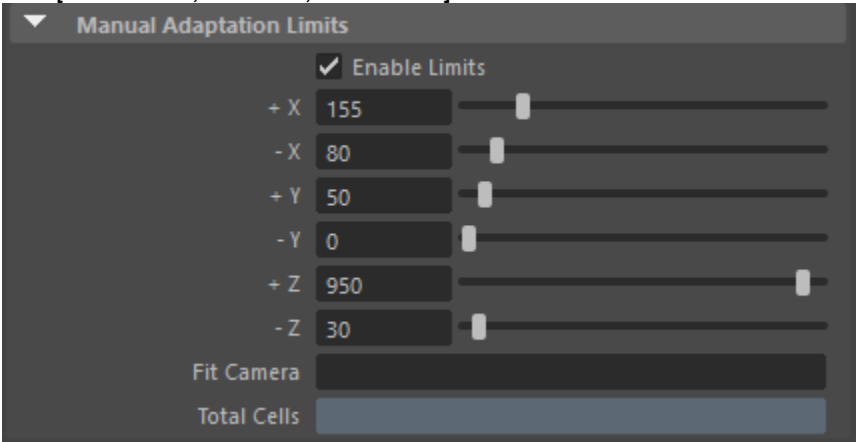 Manual Adaptation Limits
Enable Limits
+ X 155
- X 80
+ Y 50
- Y 0
+ Z 950
- Z 30
Fit Camera
Total Cells